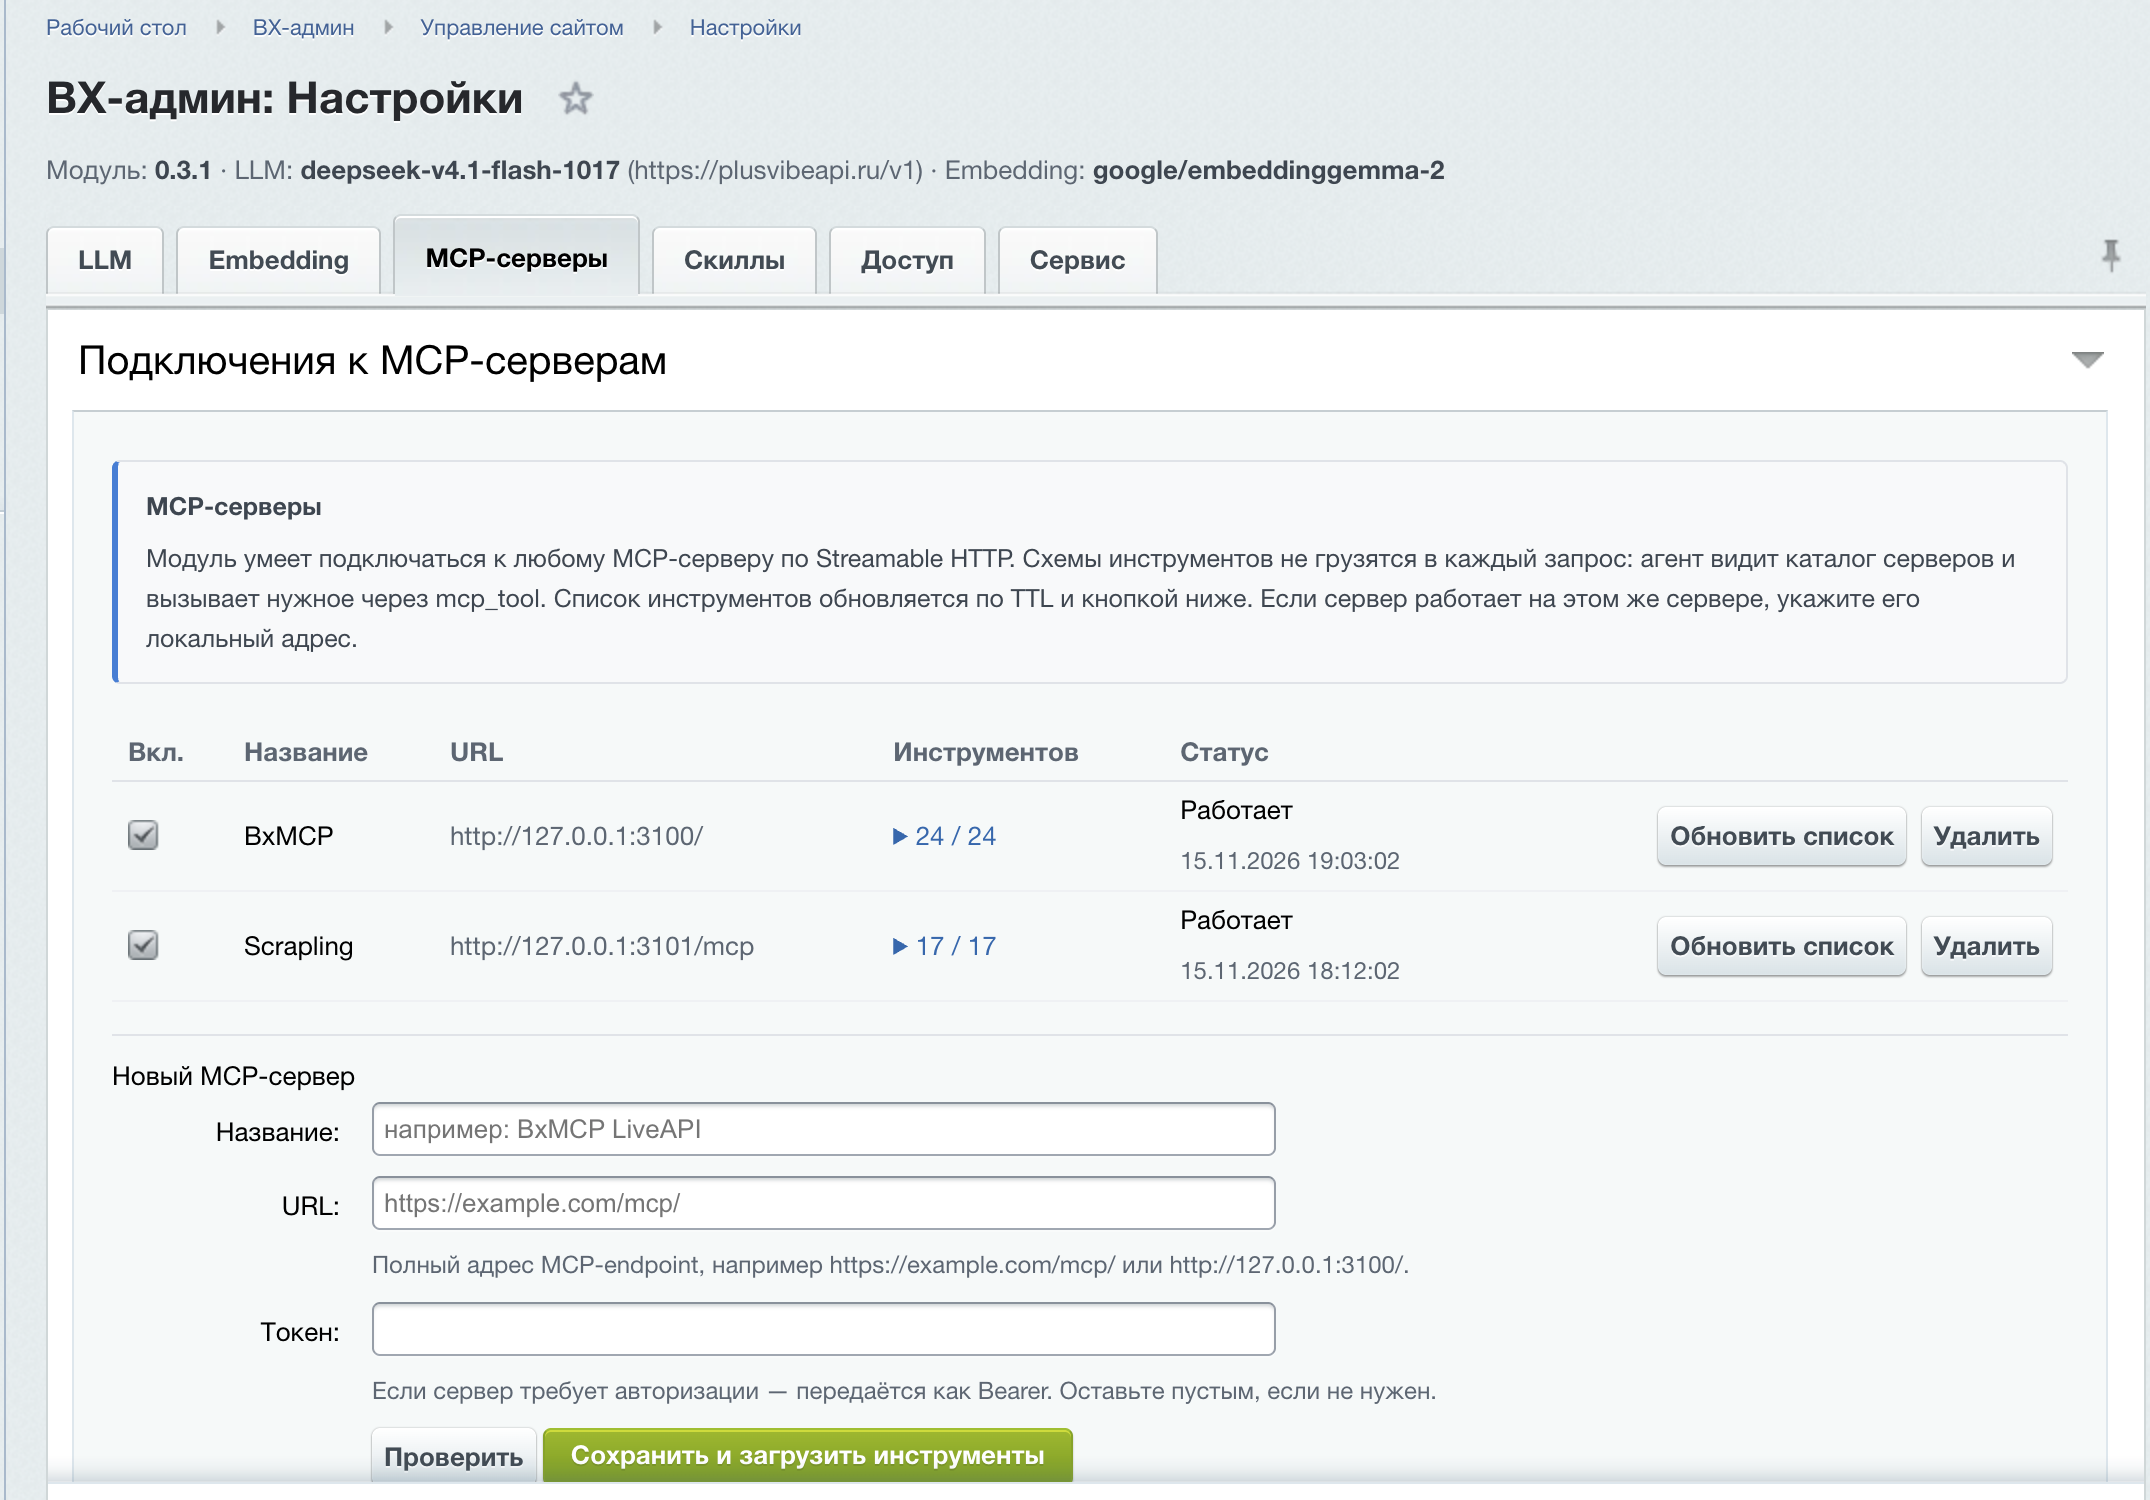 Рабочий стол ВХ-админ Управление сайтом Настройки
ВХ-админ: Настройки
Модуль: 0.3.1 · LLM: deepseek-v4.1-flash-1017 (https://plusvibeapi.ru/v1) · Embedding: google/embeddinggemma-2
LLM Embedding MCP-серверы Скиллы Доступ Сервис
Подключения к MCP-серверам
MCP-серверы
Модуль умеет подключаться к любому MCP-серверу по Streamable HTTP. Схемы инструментов не грузятся в каждый запрос: агент видит каталог серверов и
вызывает нужное через mcp_tool. Список инструментов обновляется по TTL и кнопкой ниже. Если сервер работает на этом же сервере, укажите его
локальный адрес.
Вкл. Название URL Инструментов Статус
BxMCP http://127.0.0.1:3100/ 24 / 24 Работает
15.11.2026 19:03:02
Обновить список Удалить
Scrapling http://127.0.0.1:3101/mcp 17 / 17 Работает
15.11.2026 18:12:02
Обновить список Удалить
Новый MCP-сервер
Название: например: BxMCP LiveAPI
URL: https://example.com/mcp/
Полный адрес MCP-endpoint, например https://example.com/mcp/ или http://127.0.0.1:3100/.
Токен:
Если сервер требует авторизации — передаётся как Bearer. Оставьте пустым, если не нужен.
Проверить Сохранить и загрузить инструменты